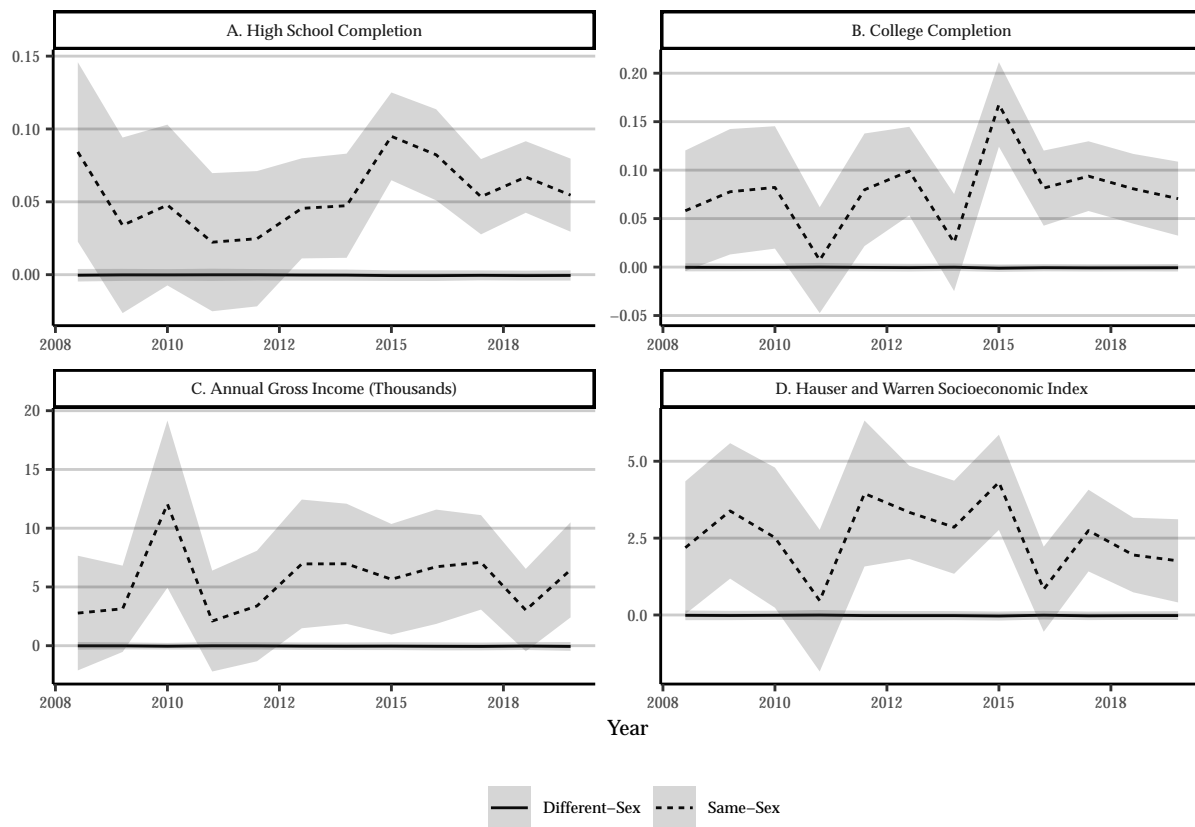 A. High School Completion
0.15
0.10
0.05
0.00
2008 2010 2012 2015 2018
B. College Completion
0.20
0.15
0.10
0.05
0.00
−0.05
2008 2010 2012 2015 2018
C. Annual Gross Income (Thousands)
20
15
10
5
0
2008 2010 2012 2015 2018
D. Hauser and Warren Socioeconomic Index
5.0
2.5
0.0
2008 2010 2012 2015 2018
Year
Different−Sex Same−Sex